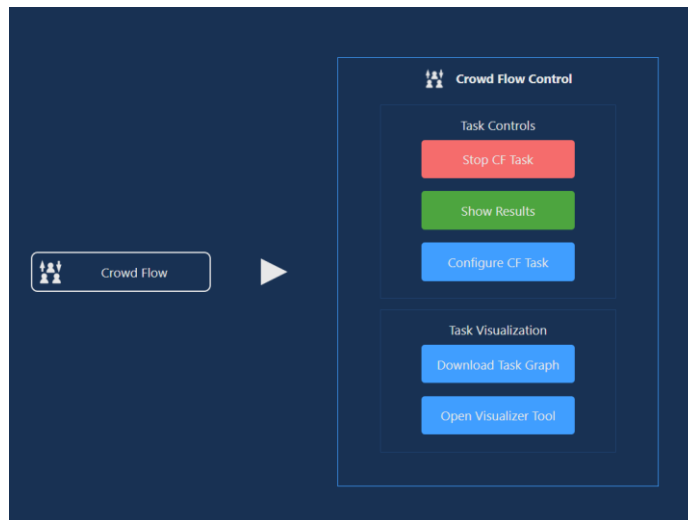 Crowd Flow
Crowd Flow Control
Task Controls
Stop CF Task
Show Results
Configure CF Task
Task Visualization
Download Task Graph
Open Visualizer Tool